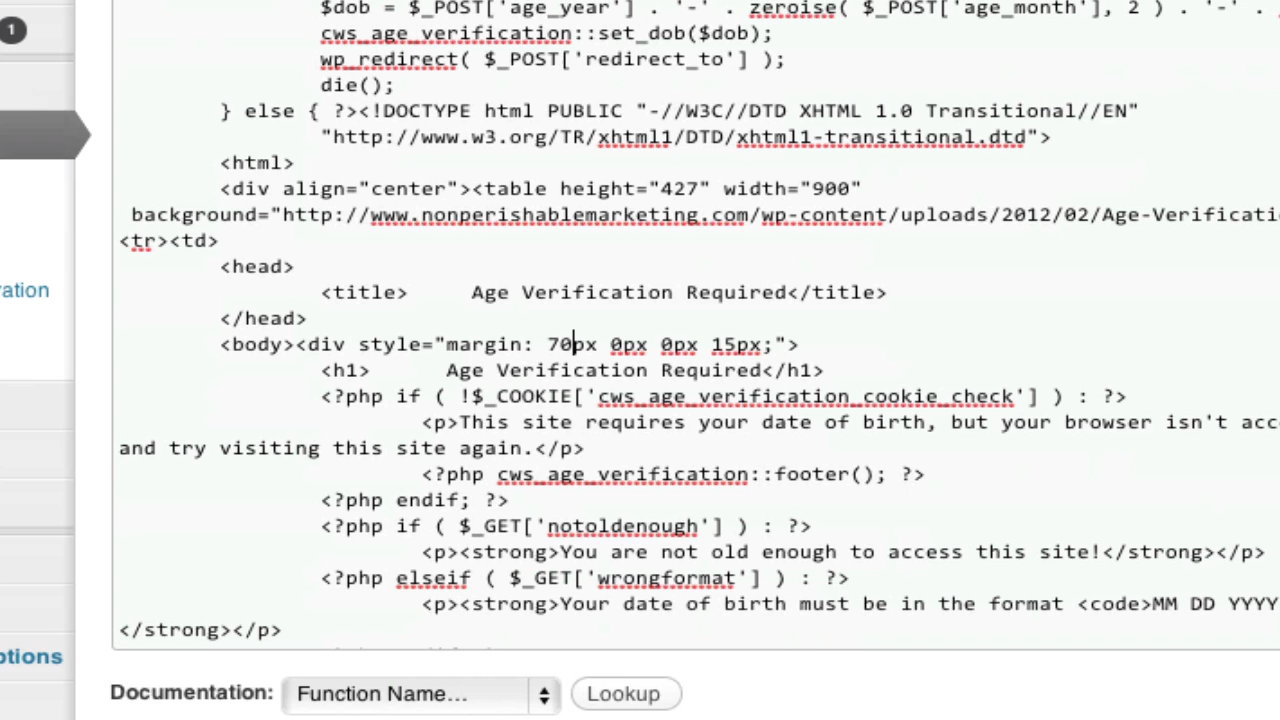 1
$dob = $_POST['age_year'] . '-' . zeroise( $_POST['age_month'], 2 ) . '-' .
cws_age_verification::set_dob($dob);
wp_redirect( $_POST['redirect_to'] );
die();
} else { ?><!DOCTYPE html PUBLIC "-//W3C//DTD XHTML 1.0 Transitional//EN"
"http://www.w3.org/TR/xhtml1/DTD/xhtml1-transitional.dtd">
<html>
<div align="center"><table height="427" width="900"
background="http://www.nonperishablemarketing.com/wp-content/uploads/2012/02/Age-Verificati
<tr><td>
<head>
<title> Age Verification Required</title>
</head>
<body><div style="margin: 70px 0px 0px 15px;">
<h1> Age Verification Required</h1>
<?php if ( !$_COOKIE['cws_age_verification_cookie_check'] ) : ?>
<p>This site requires your date of birth, but your browser isn't acc
and try visiting this site again.</p>
<?php cws_age_verification::footer(); ?>
<?php endif; ?>
<?php if ( $_GET['notoldenough'] ) : ?>
<p><strong>You are not old enough to access this site!</strong></p>
<?php elseif ( $_GET['wrongformat'] ) : ?>
<p><strong>Your date of birth must be in the format <code>MM DD YYYY
</strong></p>
ration
ptions
Documentation: Function Name... Lookup